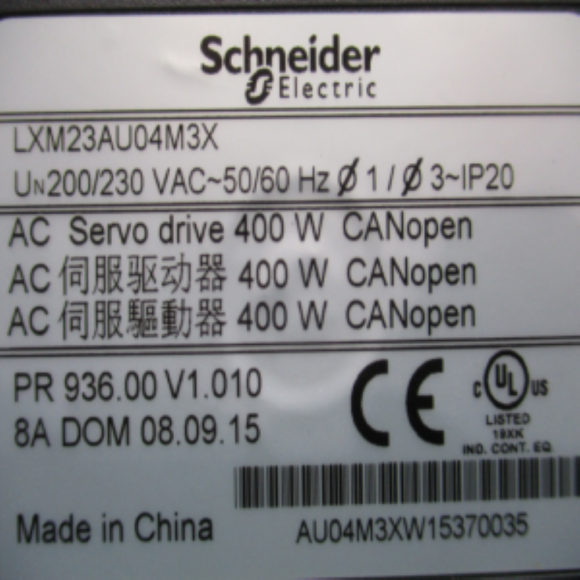 Schneider
Electric
LXM23AU04M3X
UN200/230 VAC~50/60 Hz Ø 1 / Ø 3~IP20
AC Servo drive 400 W CANopen
AC 伺服驱动器 400 W CANopen
AC 伺服驅動器 400 W CANopen
PR 936.00 V1.010
8A DOM 08.09.15
CE
C UL US
LISTED
19XK
IND. CONT. EQ.
Made in China
AU04M3XW15370035